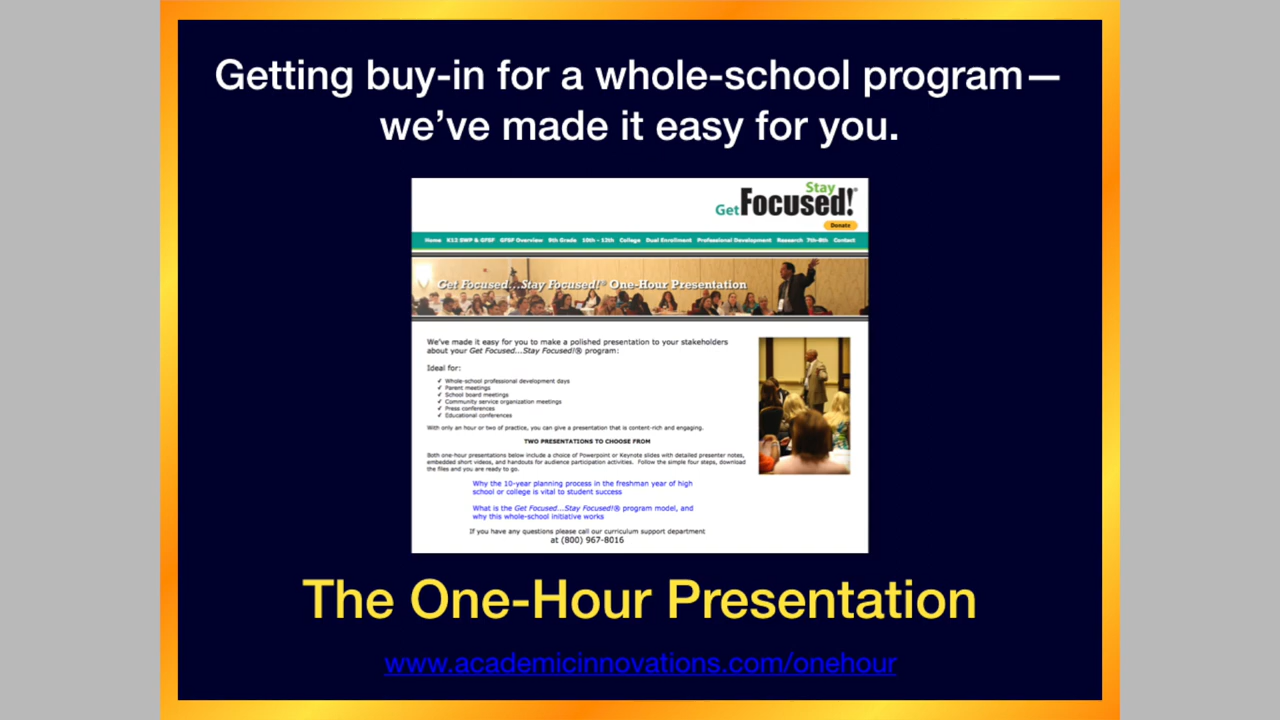 Getting buy-in for a whole-school program—
we've made it easy for you.
Stay
Get Focused!®
Donate
Home K12 SWP & GFSF GFSF Overview 9th Grade 10th – 12th College Dual Enrollment Professional Development Research 7th-8th Contact
Get Focused...Stay Focused!® One-Hour Presentation
We've made it easy for you to make a polished presentation to your stakeholders
about your Get Focused...Stay Focused!® program:
Ideal for:
✓ Whole-school professional development days
✓ Parent meetings
✓ School board meetings
✓ Community service organization meetings
✓ Press conferences
✓ Educational conferences
With only an hour or two of practice, you can give a presentation that is content-rich and engaging.
TWO PRESENTATIONS TO CHOOSE FROM
Both one-hour presentations below include a choice of Powerpoint or Keynote slides with detailed presenter notes,
embedded short videos, and handouts for audience participation activities. Follow the simple four steps, download
the files and you are ready to go.
Why the 10-year planning process in the freshman year of high
school or college is vital to student success
What is the Get Focused...Stay Focused!® program model, and
why this whole-school initiative works
If you have any questions please call our curriculum support department
at (800) 967-8016
The One-Hour Presentation
www.academicinnovations.com/onehour